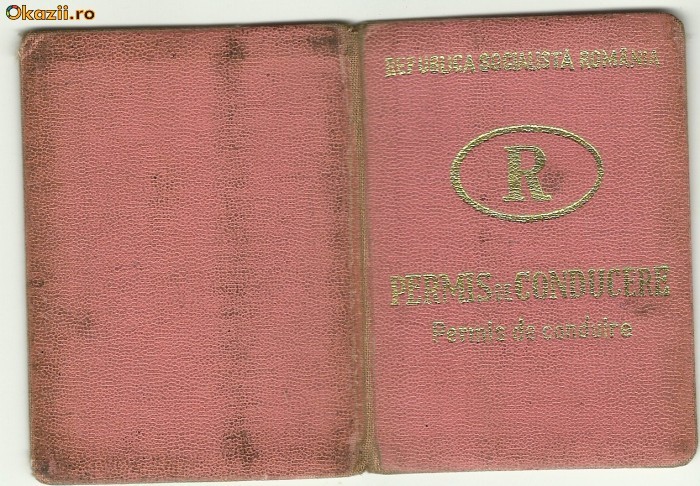 Okazii.ro
REPUBLICA SOCIALISTĂ ROMÂNIA
R
PERMIS DE CONDUCERE
Permis de conduire